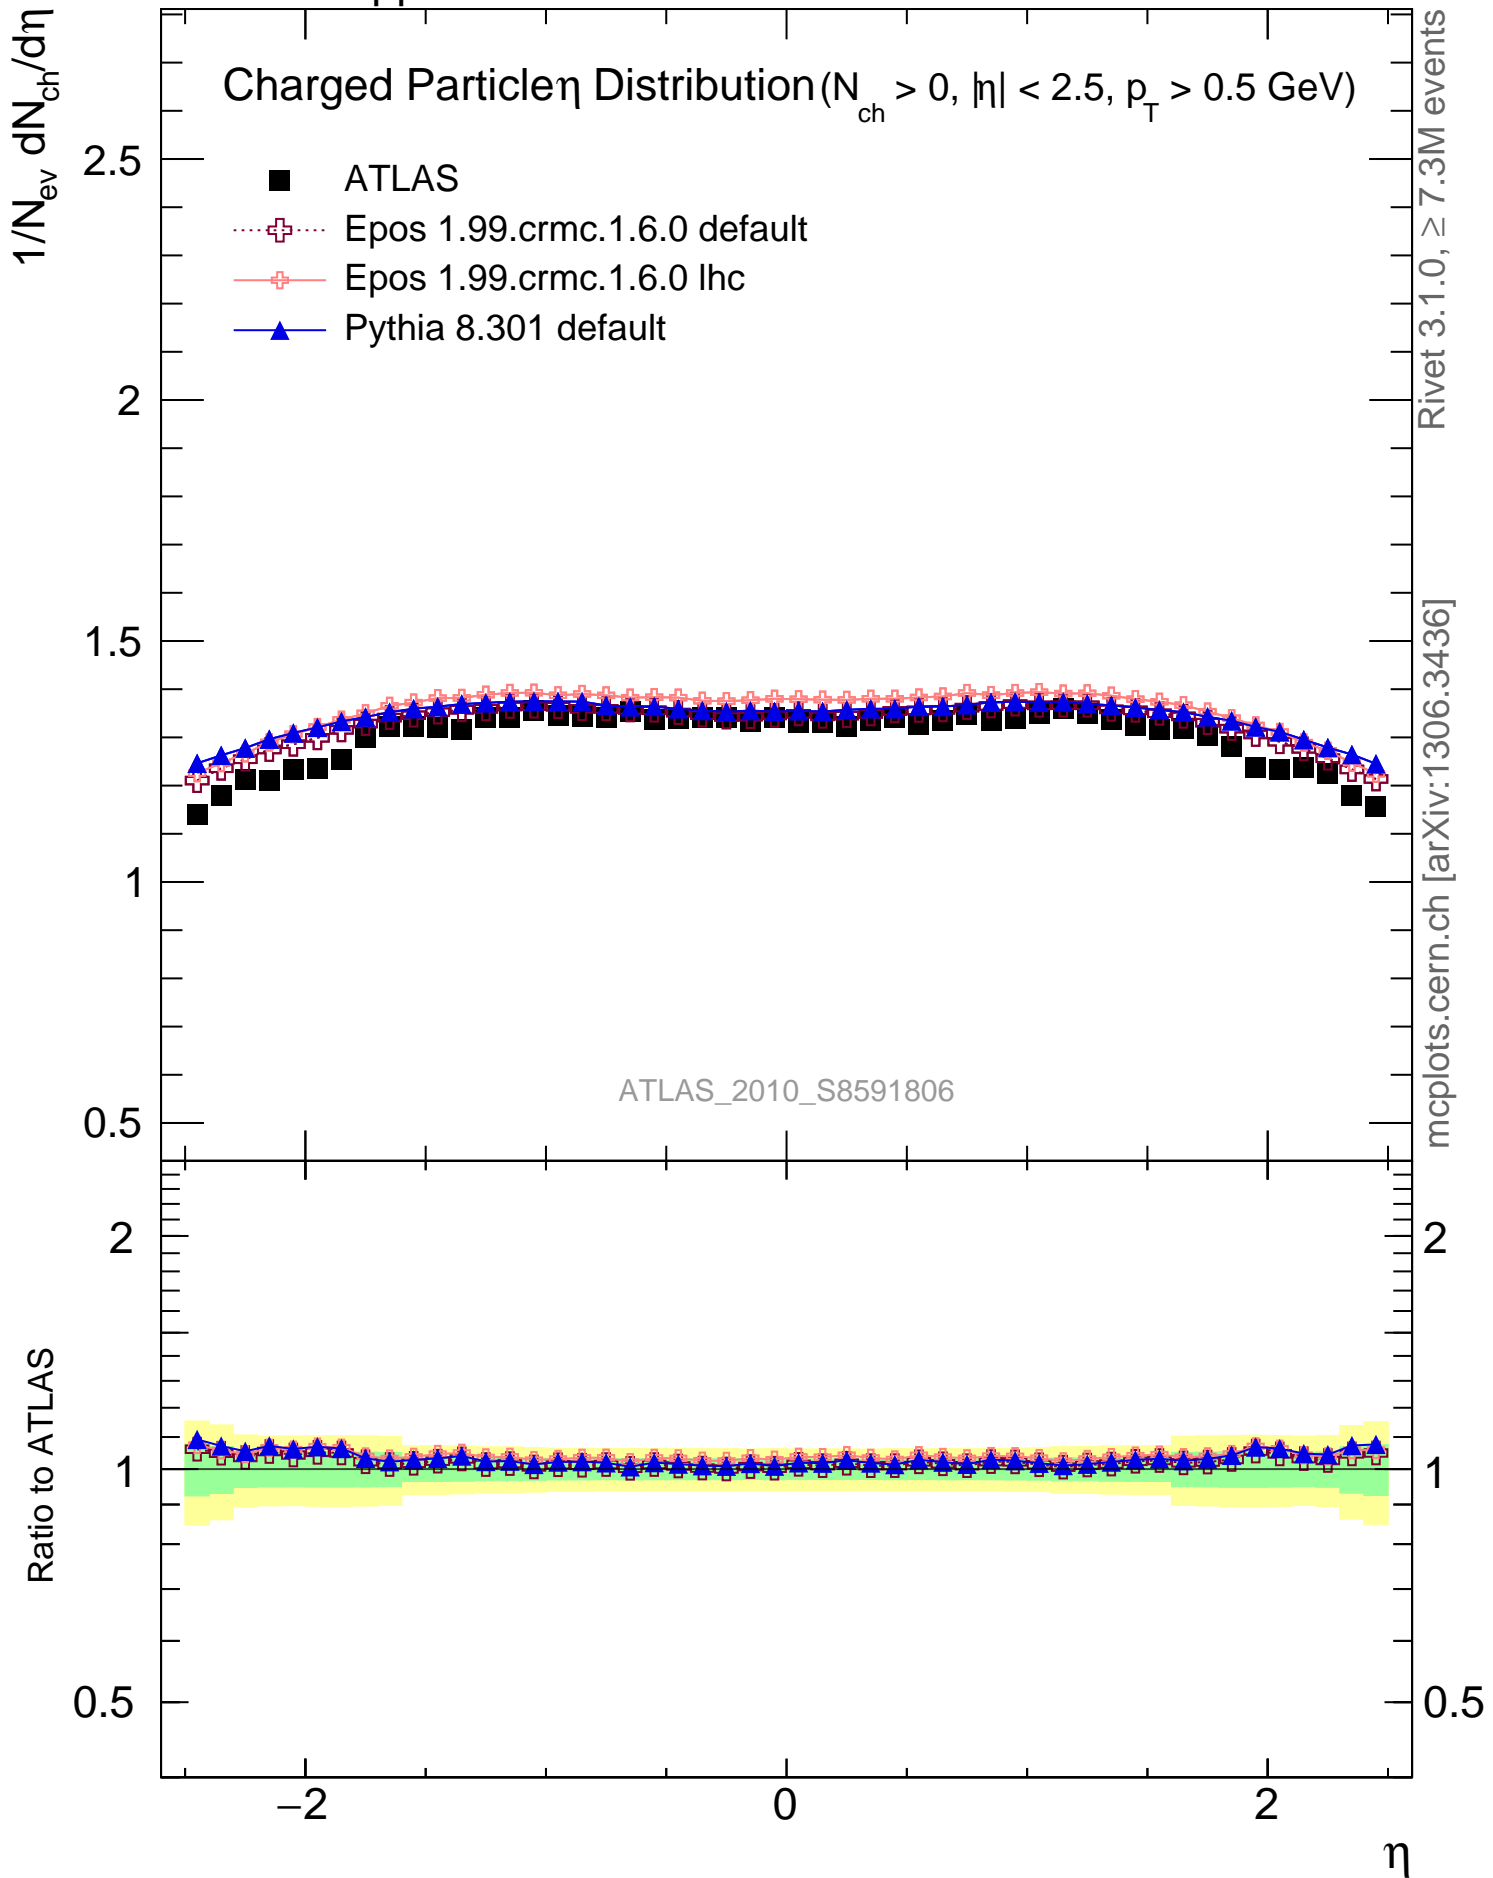 pp
1/N_ev dN_ch/dη
Charged Particleη Distribution (N_ch > 0, |η| < 2.5, p_T > 0.5 GeV)
ATLAS
Epos 1.99.crmc.1.6.0 default
Epos 1.99.crmc.1.6.0 lhc
Pythia 8.301 default
2.5
2
1.5
1
0.5
ATLAS_2010_S8591806
Rivet 3.1.0, ≥ 7.3M events
mcplots.cern.ch [arXiv:1306.3436]
Ratio to ATLAS
2
1
0.5
2
1
0.5
−2
0
2
η